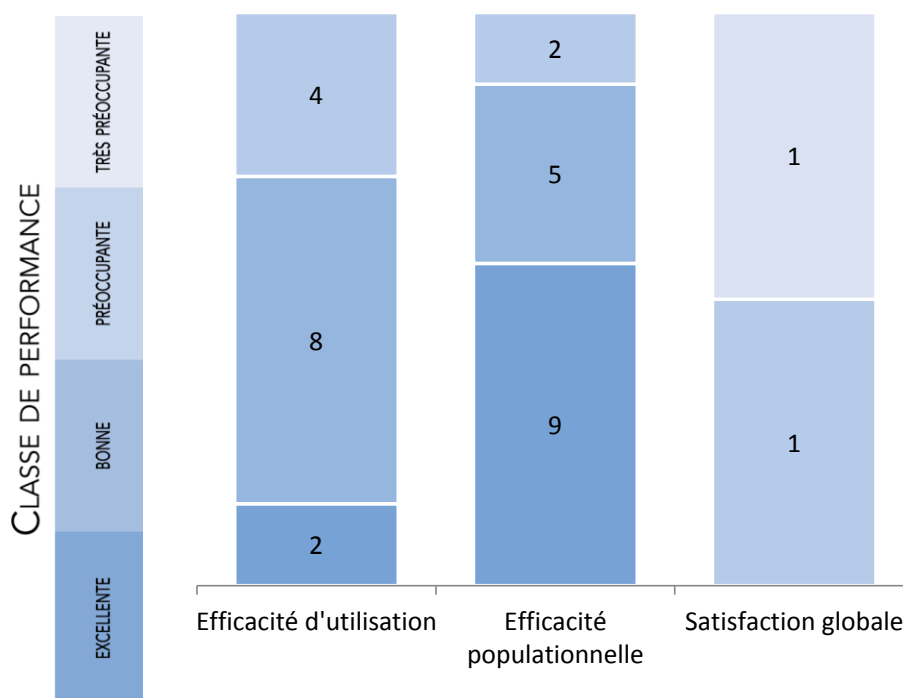 CLASSE DE PERFORMANCE
TRÈS PRÉOCCUPANTE
PRÉOCCUPANTE
BONNE
EXCELLENTE
4
8
2
2
5
9
1
1
Efficacité d'utilisation
Efficacité
populationnelle
Satisfaction globale